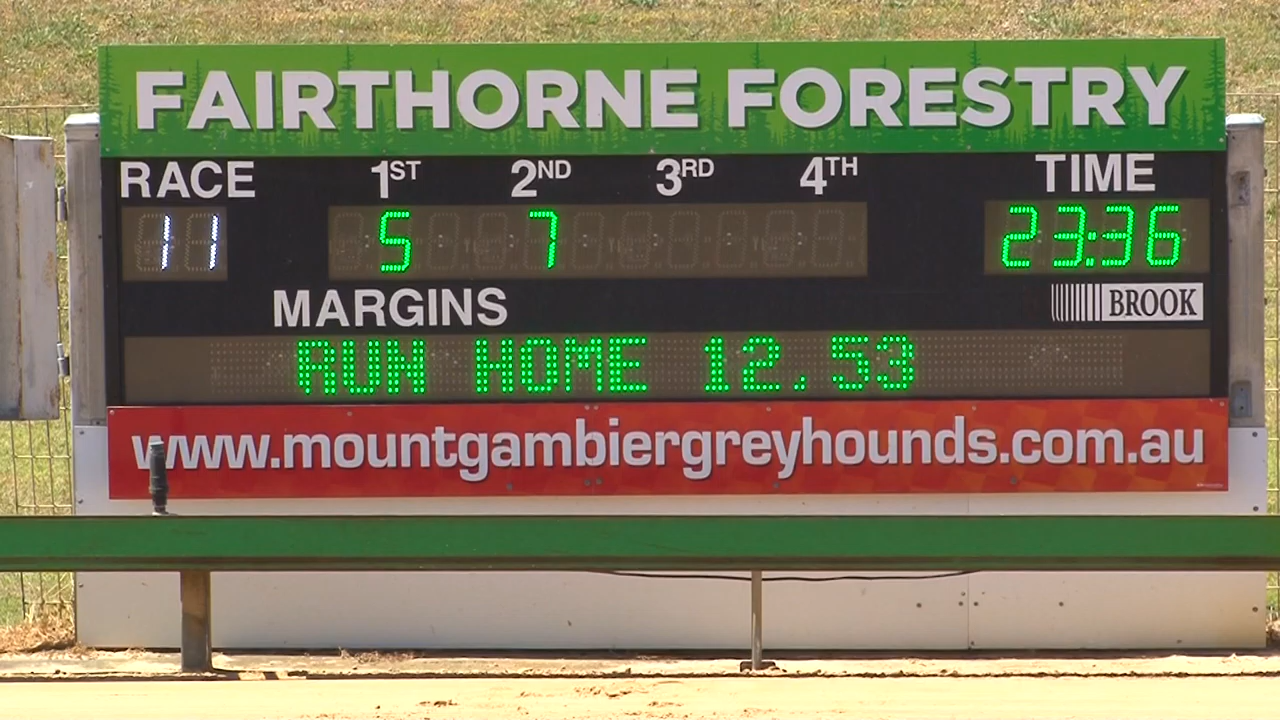 FAIRTHORNE FORESTRY
RACE 1ST 2ND 3RD 4TH TIME
11 5 7 23:36
MARGINS BROOK
RUN HOME 12.53
www.mountgambiergreyhounds.com.au